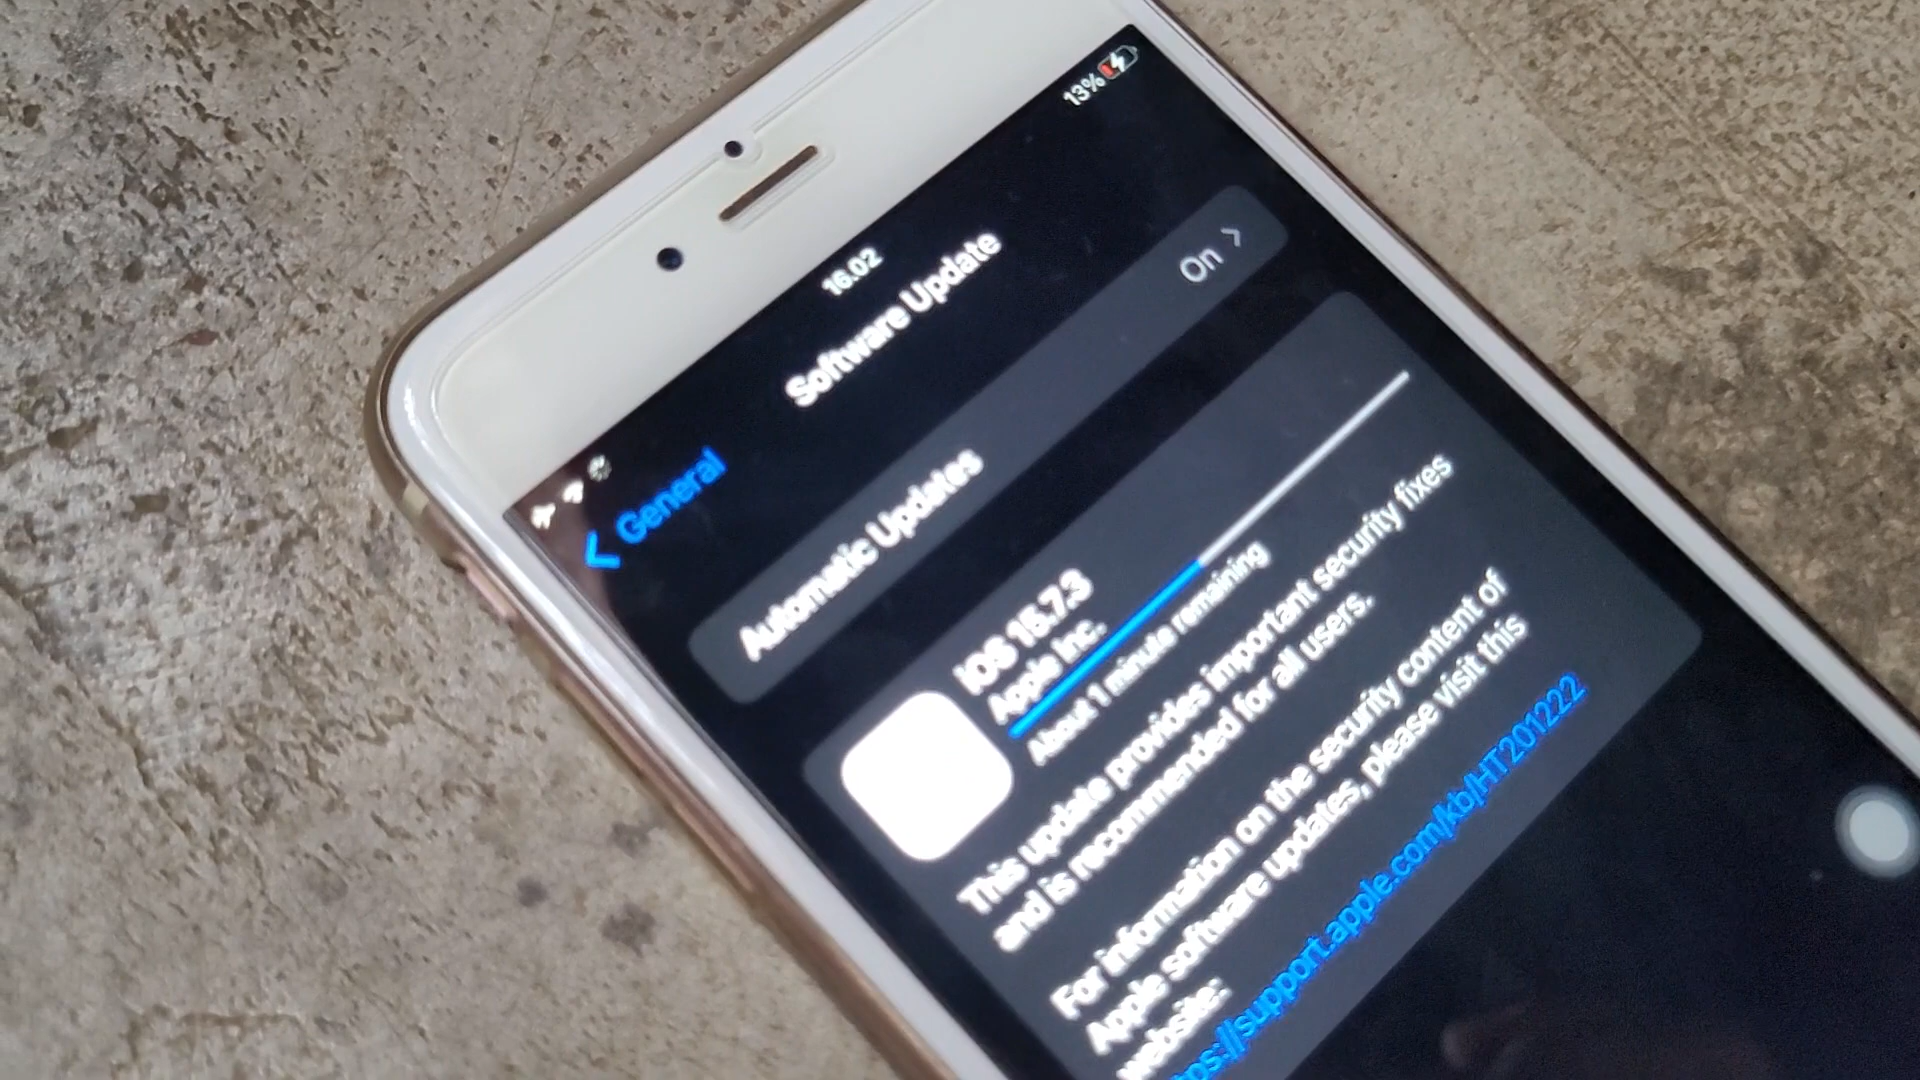 16.02
13%
General
Software Update
Automatic Updates
On
iOS 15.7.3
Apple Inc.
About 1 minute remaining
This update provides important security fixes
and is recommended for all users.
For information on the security content of
Apple software updates, please visit this
website:
tps://support.apple.com/kb/HT201222